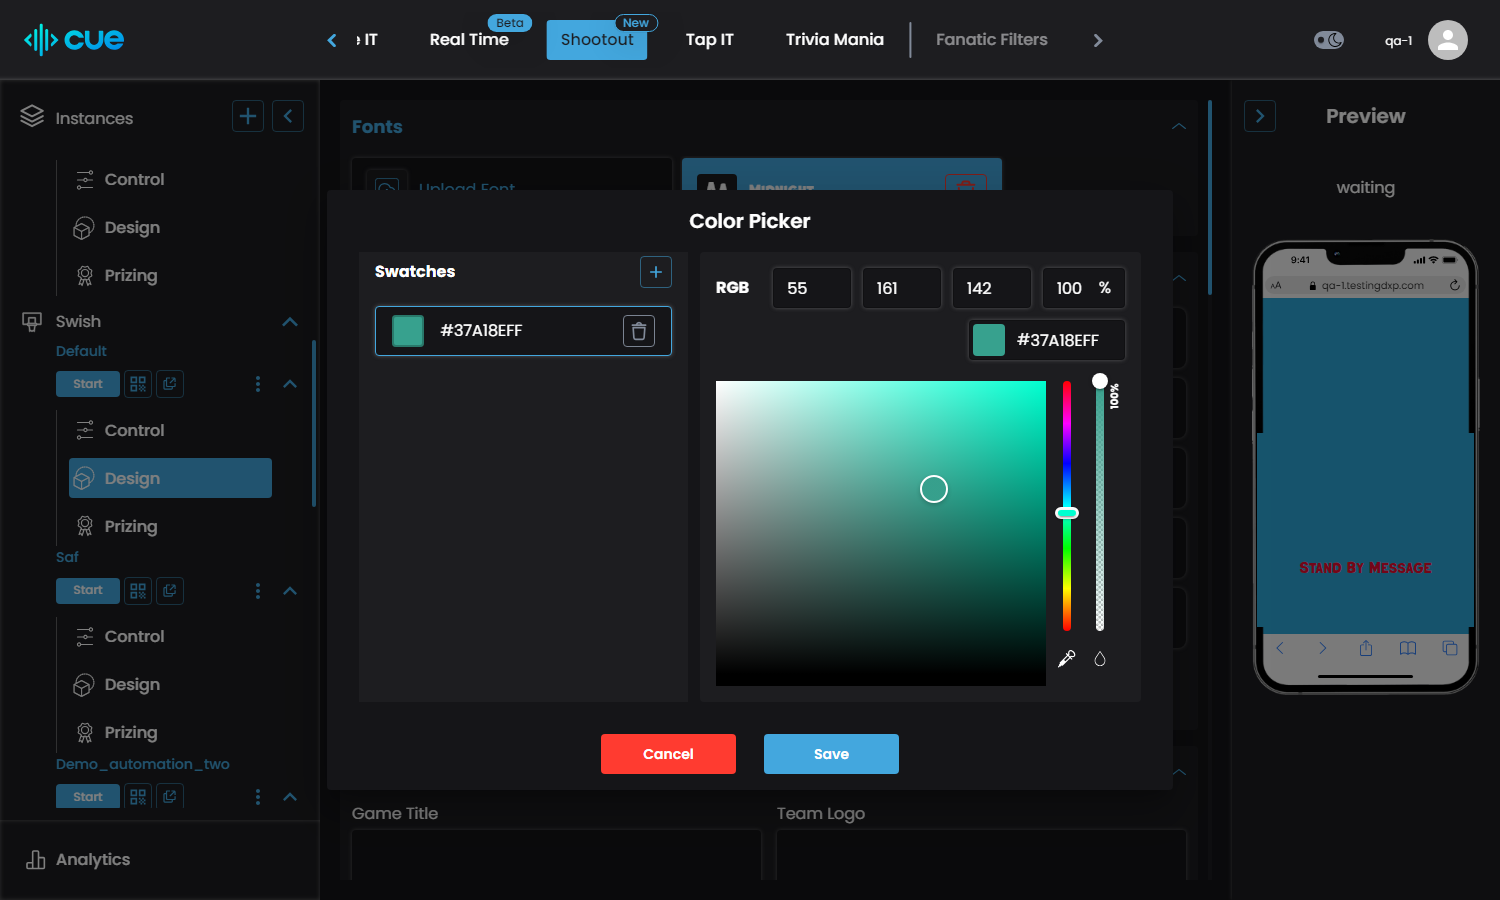 cue
e IT
Real Time
Beta
Shootout
New
Tap IT
Trivia Mania
Fanatic Filters
qa-1
Instances
Control
Design
Prizing
Swish
Default
Start
Control
Design
Prizing
Saf
Start
Control
Design
Prizing
Demo_automation_two
Start
Analytics
Fonts
Upload Font
Midnight
Color Picker
Swatches
#37A18EFF
RGB
55
161
142
100 %
#37A18EFF
100%
Cancel
Save
Game Title
Team Logo
Preview
waiting
9:41
AA
qa-1.testingdxp.com
Stand By Message